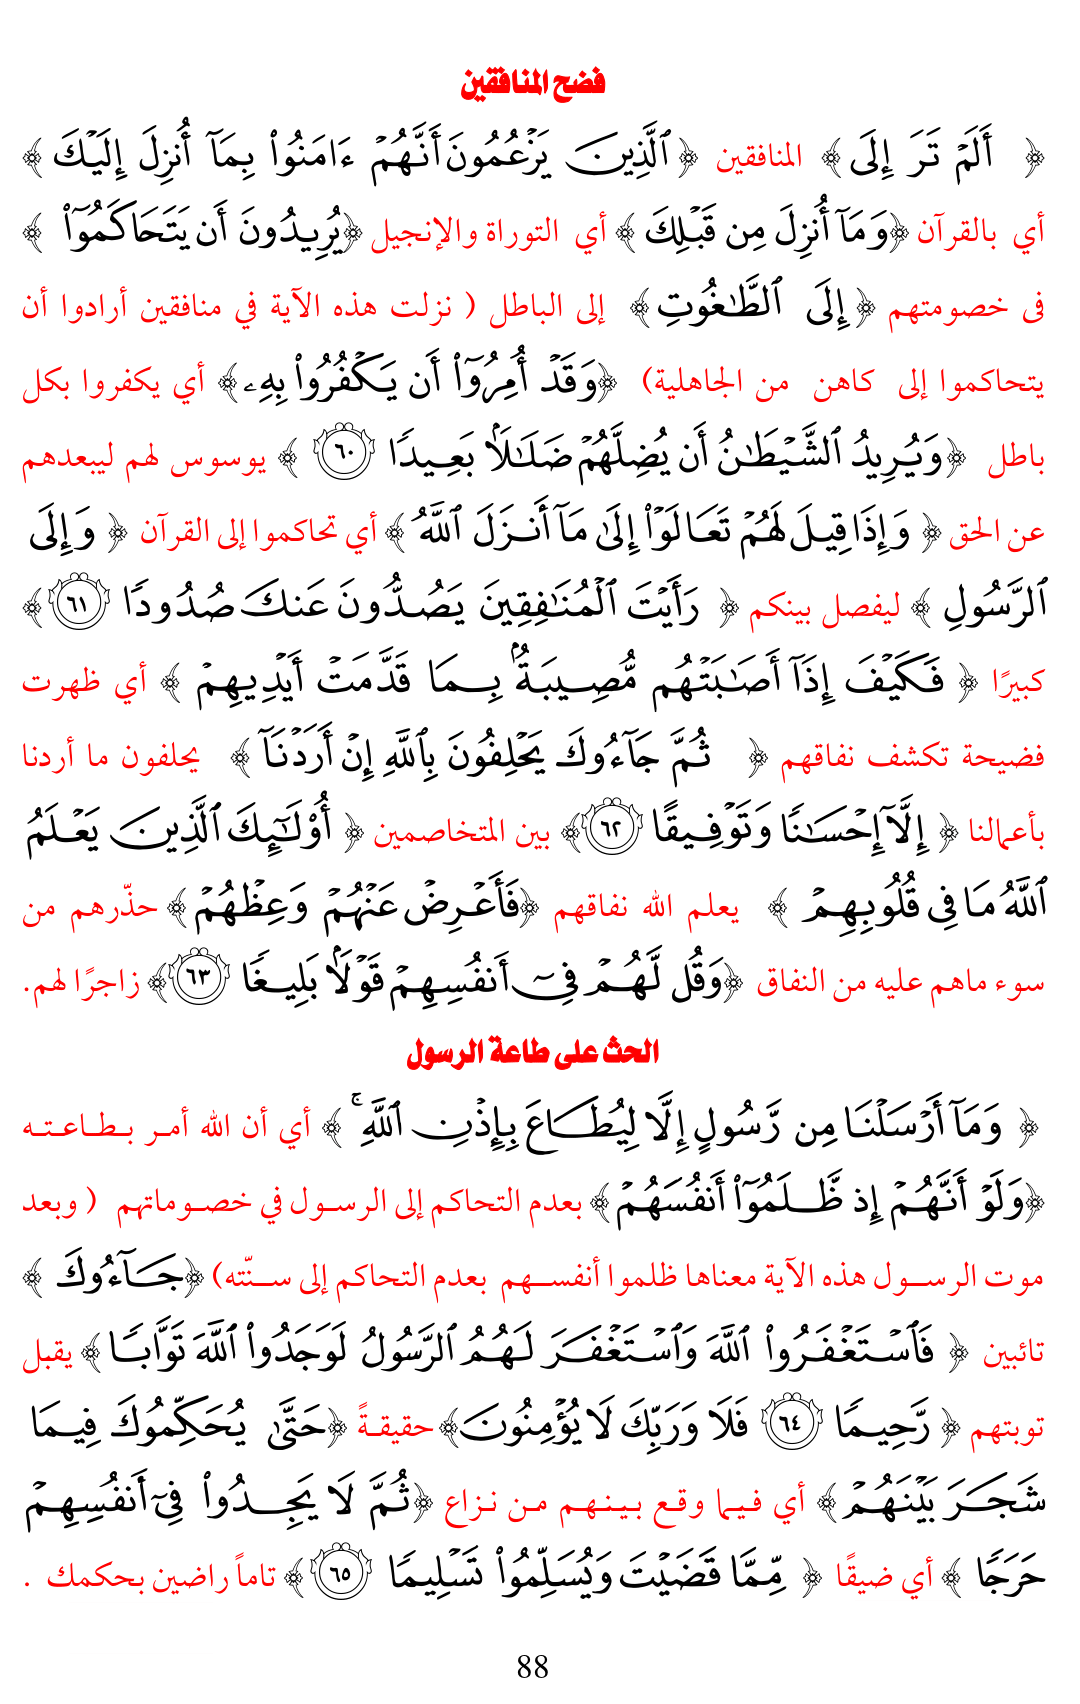 فضح المنافقين
﴿ أَلَمْ تَرَ إِلَى ﴾ المنافقين ﴿ ٱلَّذِينَ يَزْعُمُونَ أَنَّهُمْ ءَامَنُوا۟ بِمَآ أُنزِلَ إِلَيْكَ ﴾
أي بالقرآن ﴿وَمَآ أُنزِلَ مِن قَبْلِكَ ﴾ أي التوراة والإنجيل ﴿يُرِيدُونَ أَن يَتَحَاكَمُوٓا۟ ﴾
فى خصومتهم ﴿ إِلَى ٱلطَّٰغُوتِ ﴾ إلى الباطل ( نزلت هذه الآية في منافقين أرادوا أن
يتحاكموا إلى كاهن من الجاهلية) ﴿وَقَدْ أُمِرُوٓا۟ أَن يَكْفُرُوا۟ بِهِۦ ﴾ أي يكفروا بكل
باطل ﴿وَيُرِيدُ ٱلشَّيْطَٰنُ أَن يُضِلَّهُمْ ضَلَٰلًۢا بَعِيدًا ٦٠ ﴾ يوسوس لهم ليبعدهم
عن الحق ﴿ وَإِذَا قِيلَ لَهُمْ تَعَالَوْا۟ إِلَىٰ مَآ أَنزَلَ ٱللَّهُ ﴾ أي تحاكموا إلى القرآن ﴿ وَإِلَى
ٱلرَّسُولِ ﴾ ليفصل بينكم ﴿ رَأَيْتَ ٱلْمُنَٰفِقِينَ يَصُدُّونَ عَنكَ صُدُودًا ٦١ ﴾
كبيرًا ﴿ فَكَيْفَ إِذَآ أَصَٰبَتْهُم مُّصِيبَةٌۢ بِمَا قَدَّمَتْ أَيْدِيهِمْ ﴾ أي ظهرت
فضيحة تكشف نفاقهم ﴿ ثُمَّ جَآءُوكَ يَحْلِفُونَ بِٱللَّهِ إِنْ أَرَدْنَآ ﴾ يحلفون ما أردنا
بأعمالنا ﴿ إِلَّآ إِحْسَٰنًا وَتَوْفِيقًا ٦٢ ﴾ بين المتخاصمين ﴿ أُو۟لَٰٓئِكَ ٱلَّذِينَ يَعْلَمُ
ٱللَّهُ مَا فِى قُلُوبِهِمْ ﴾ يعلم الله نفاقهم ﴿فَأَعْرِضْ عَنْهُمْ وَعِظْهُمْ ﴾ حذّرهم من
سوء ماهم عليه من النفاق ﴿وَقُل لَّهُمْ فِىٓ أَنفُسِهِمْ قَوْلًۢا بَلِيغًا ٦٣ ﴾ زاجرًا لهم.
الحث على طاعة الرسول
﴿ وَمَآ أَرْسَلْنَا مِن رَّسُولٍ إِلَّا لِيُطَاعَ بِإِذْنِ ٱللَّهِ ۚ ﴾ أي أن الله أمر بطاعته
﴿وَلَوْ أَنَّهُمْ إِذ ظَّلَمُوٓا۟ أَنفُسَهُمْ ﴾ بعدم التحاكم إلى الرسول في خصوماتهم ( وبعد
موت الرسول هذه الآية معناها ظلموا أنفسهم بعدم التحاكم إلى سنّته) ﴿جَآءُوكَ ﴾
تائبين ﴿ فَٱسْتَغْفَرُوا۟ ٱللَّهَ وَٱسْتَغْفَرَ لَهُمُ ٱلرَّسُولُ لَوَجَدُوا۟ ٱللَّهَ تَوَّابًا ﴾ يقبل
توبتهم ﴿ رَّحِيمًا ٦٤ فَلَا وَرَبِّكَ لَا يُؤْمِنُونَ ﴾ حقيقةً ﴿حَتَّىٰ يُحَكِّمُوكَ فِيمَا
شَجَرَ بَيْنَهُمْ ﴾ أي فيما وقع بينهم من نزاع ﴿ثُمَّ لَا يَجِدُوا۟ فِىٓ أَنفُسِهِمْ
حَرَجًا ﴾ أي ضيقًا ﴿ مِّمَّا قَضَيْتَ وَيُسَلِّمُوا۟ تَسْلِيمًا ٦٥ ﴾ تاماً راضين بحكمك .
88